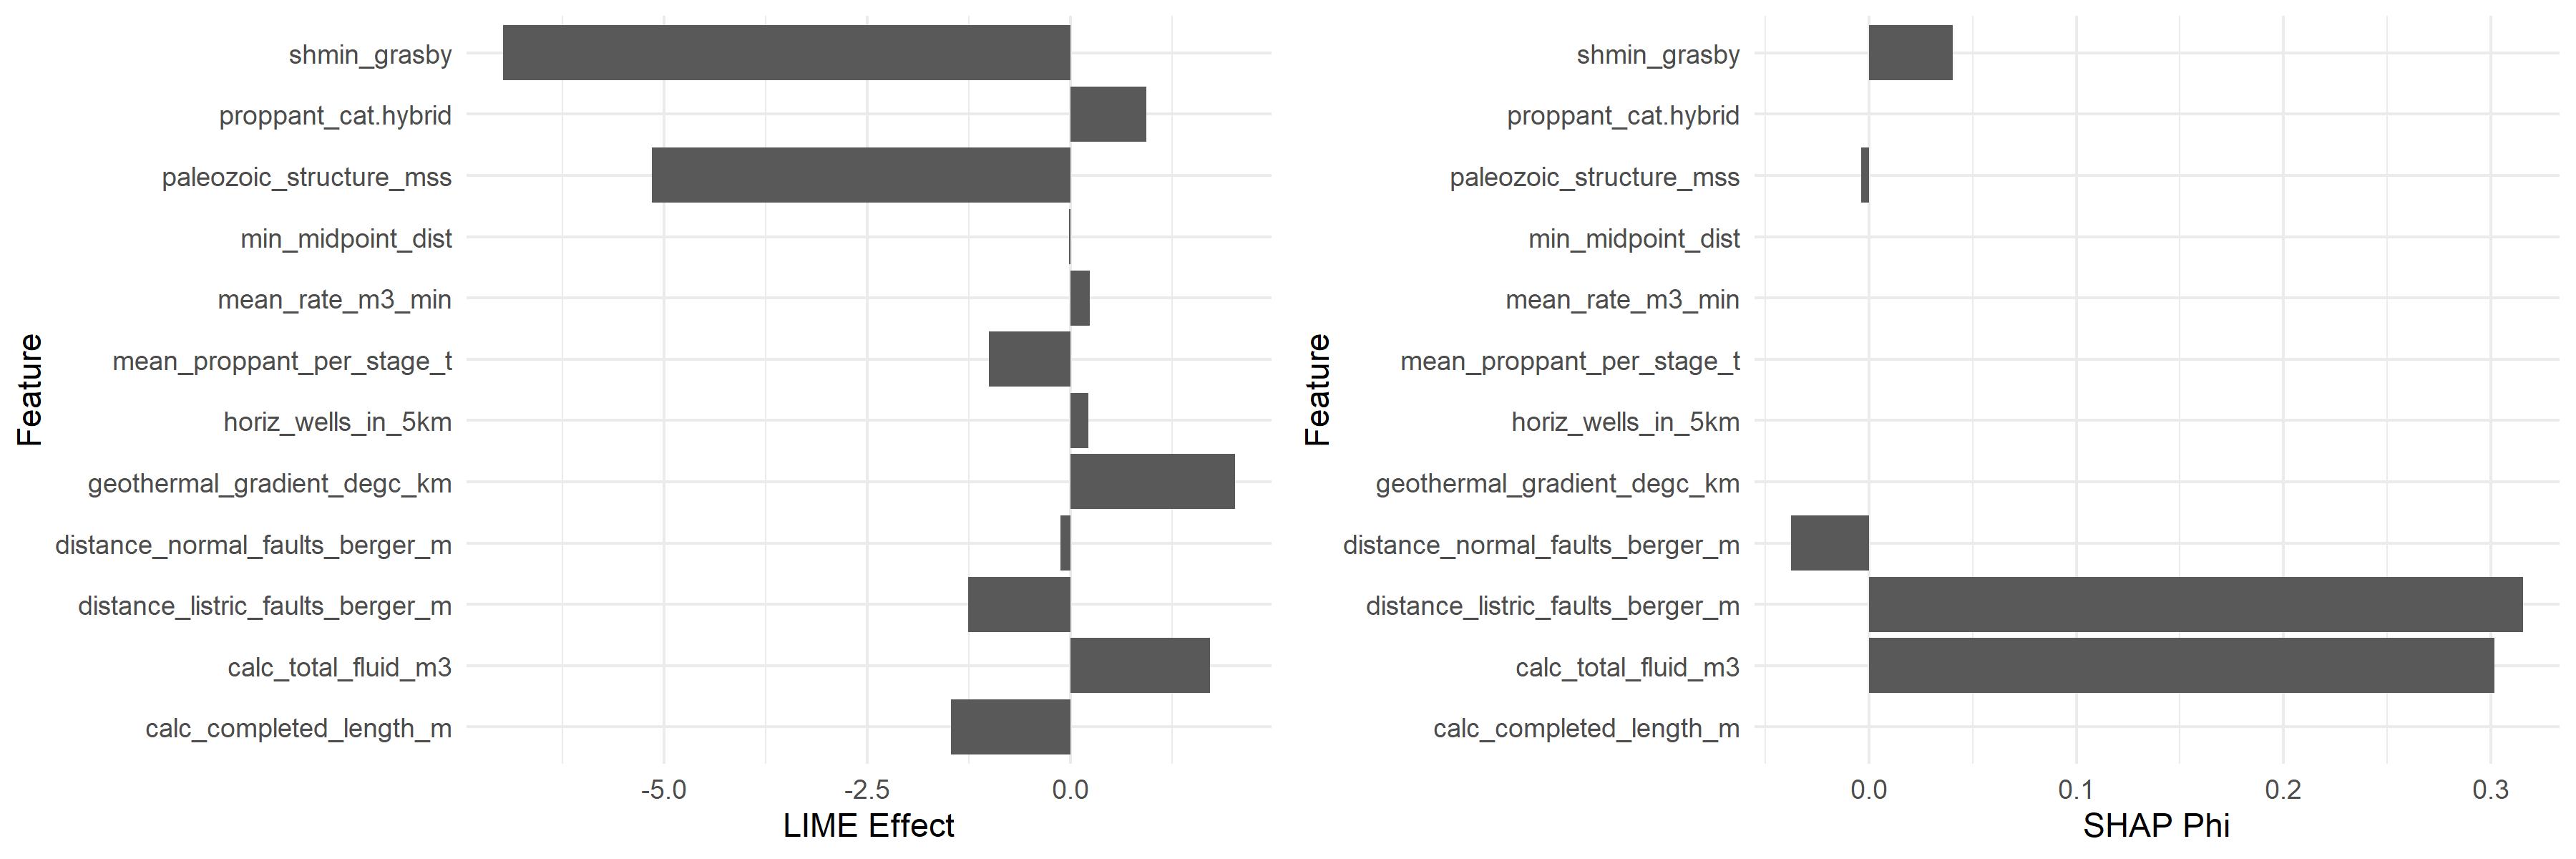 Feature
shmin_grasby
proppant_cat.hybrid
paleozoic_structure_mss
min_midpoint_dist
mean_rate_m3_min
mean_proppant_per_stage_t
horiz_wells_in_5km
geothermal_gradient_degc_km
distance_normal_faults_berger_m
distance_listric_faults_berger_m
calc_total_fluid_m3
calc_completed_length_m
-5.0 -2.5 0.0
LIME Effect
Feature
shmin_grasby
proppant_cat.hybrid
paleozoic_structure_mss
min_midpoint_dist
mean_rate_m3_min
mean_proppant_per_stage_t
horiz_wells_in_5km
geothermal_gradient_degc_km
distance_normal_faults_berger_m
distance_listric_faults_berger_m
calc_total_fluid_m3
calc_completed_length_m
0.0 0.1 0.2 0.3
SHAP Phi